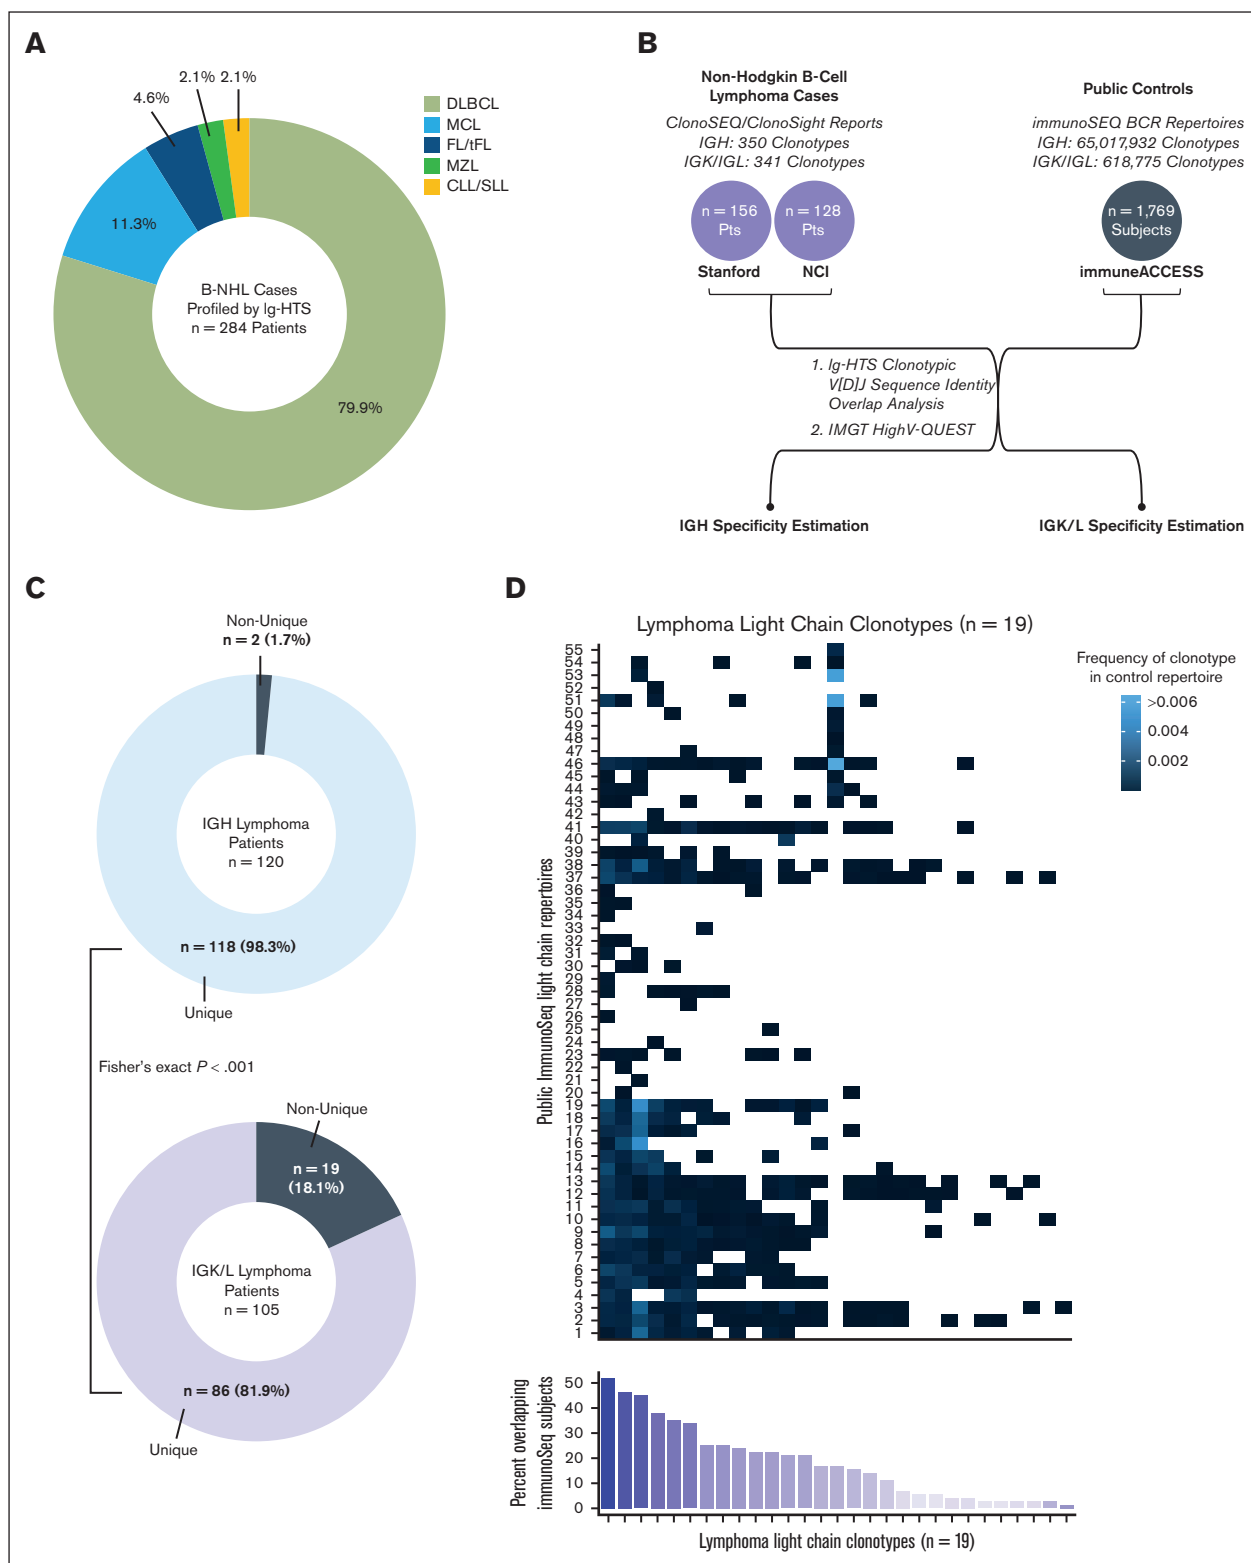 A
2.1%
2.1%
4.6%
11.3%
79.9%
B-NHL Cases
Profiled by Ig-HTS
n = 284 Patients
DLBCL
MCL
FL/tFL
MZL
CLL/SLL
B
Non-Hodgkin B-Cell
Lymphoma Cases
ClonoSEQ/ClonoSight Reports
IGH: 350 Clonotypes
IGK/IGL: 341 Clonotypes
n = 156
Pts
n = 128
Pts
Stanford
NCI
Public Controls
immunoSEQ BCR Repertoires
IGH: 65,017,932 Clonotypes
IGK/IGL: 618,775 Clonotypes
n = 1,769
Subjects
immuneACCESS
1. Ig-HTS Clonotypic
V[D]J Sequence Identity
Overlap Analysis
2. IMGT HighV-QUEST
IGH Specificity Estimation
IGK/L Specificity Estimation
C
Non-Unique
n = 2 (1.7%)
IGH Lymphoma
Patients
n = 120
n = 118 (98.3%)
Unique
Fisher's exact P < .001
Non-Unique
n = 19
(18.1%)
IGK/L Lymphoma
Patients
n = 105
n = 86 (81.9%)
Unique
D
Lymphoma Light Chain Clonotypes (n = 19)
Public ImmunoSeq light chain repertoires
55
54
53
52
51
50
49
48
47
46
45
44
43
42
41
40
39
38
37
36
35
34
33
32
31
30
29
28
27
26
25
24
23
22
21
20
19
18
17
16
15
14
13
12
11
10
9
8
7
6
5
4
3
2
1
Frequency of clonotype
in control repertoire
>0.006
0.004
0.002
Percent overlapping
immunoSeq subjects
50
40
30
20
10
0
Lymphoma light chain clonotypes (n = 19)